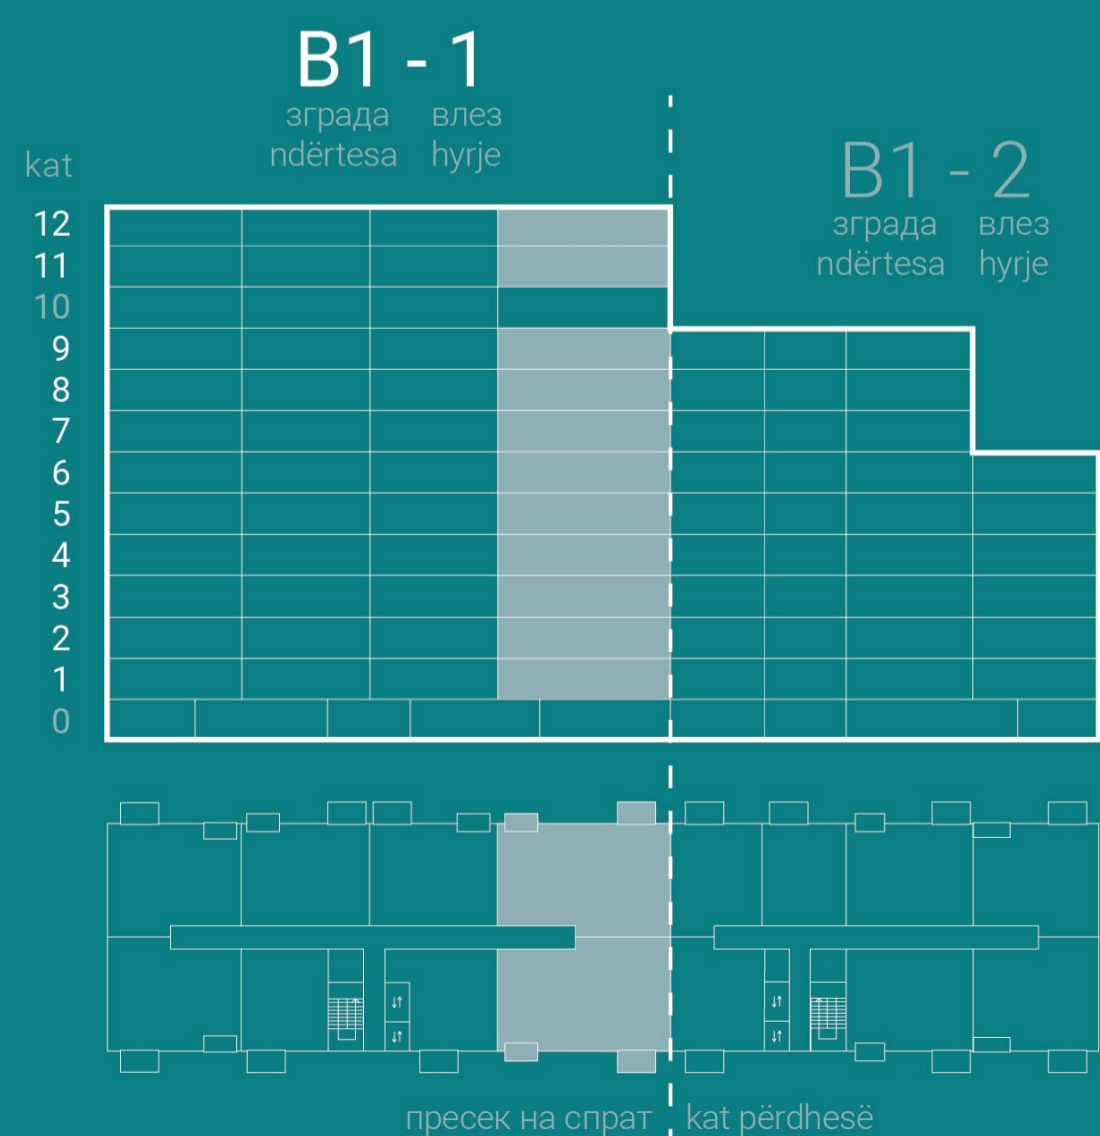 B1 - 1
зграда влез
ndërtesa hyrje
kat
B1 - 2
зграда влез
ndërtesa hyrje
12
11
10
9
8
7
6
5
4
3
2
1
0
пресек на спрат kat përdhesë